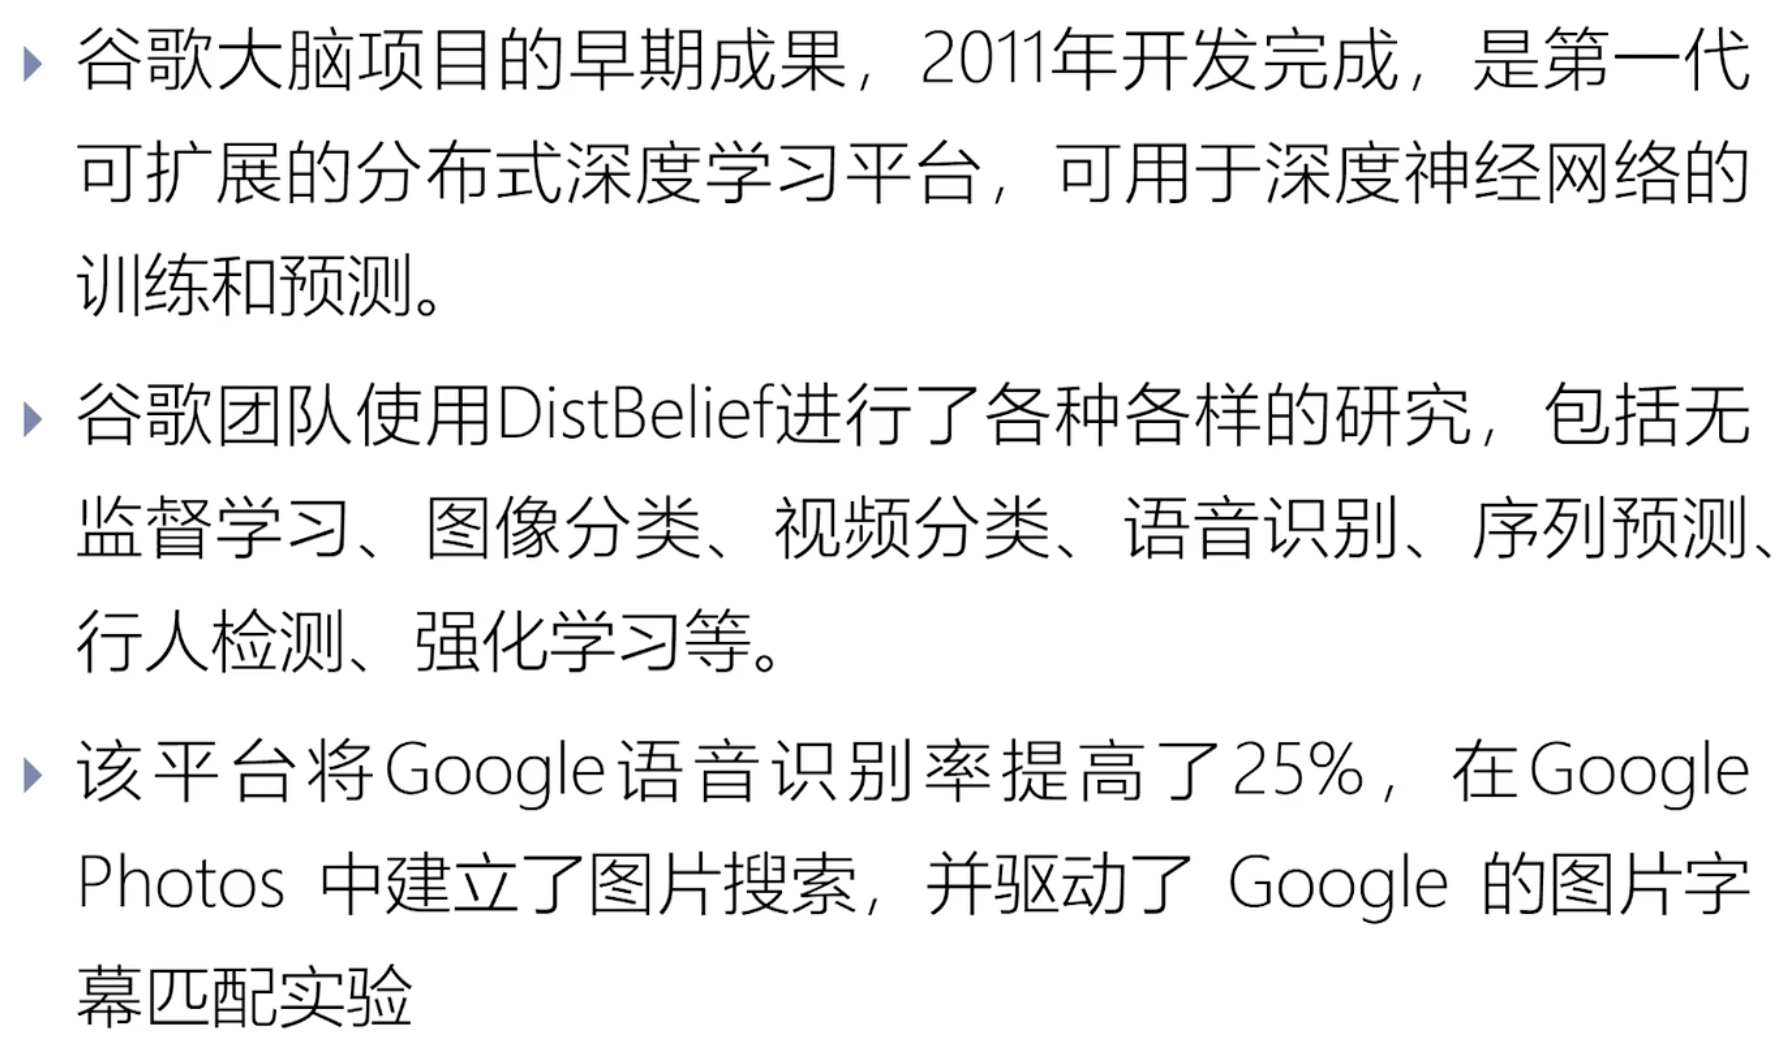 谷歌大脑项目的早期成果，2011年开发完成，是第一代
可扩展的分布式深度学习平台，可用于深度神经网络的
训练和预测。
谷歌团队使用DistBelief进行了各种各样的研究，包括无
监督学习、图像分类、视频分类、语音识别、序列预测、
行人检测、强化学习等。
该平台将Google语音识别率提高了25%，在Google
Photos 中建立了图片搜索，并驱动了 Google 的图片字
幕匹配实验